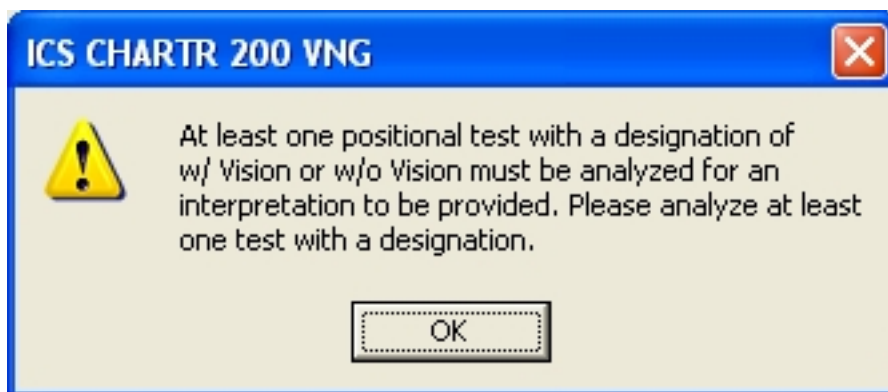 ICS CHARTR 200 VNG
At least one positional test with a designation of
w/ Vision or w/o Vision must be analyzed for an
interpretation to be provided. Please analyze at least
one test with a designation.
OK